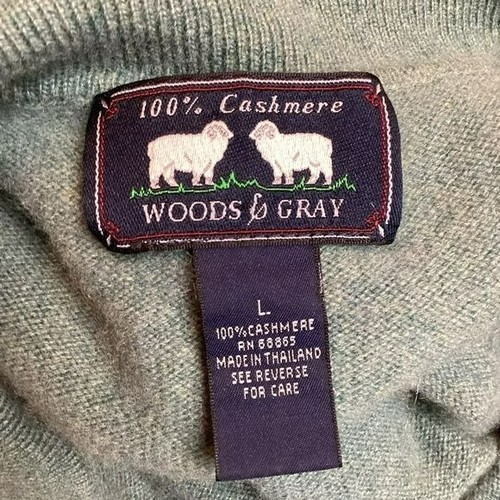 100% Cashmere
WOODS & GRAY
L.
100% CASHMERE
RN 68865
MADE IN THAILAND
SEE REVERSE
FOR CARE